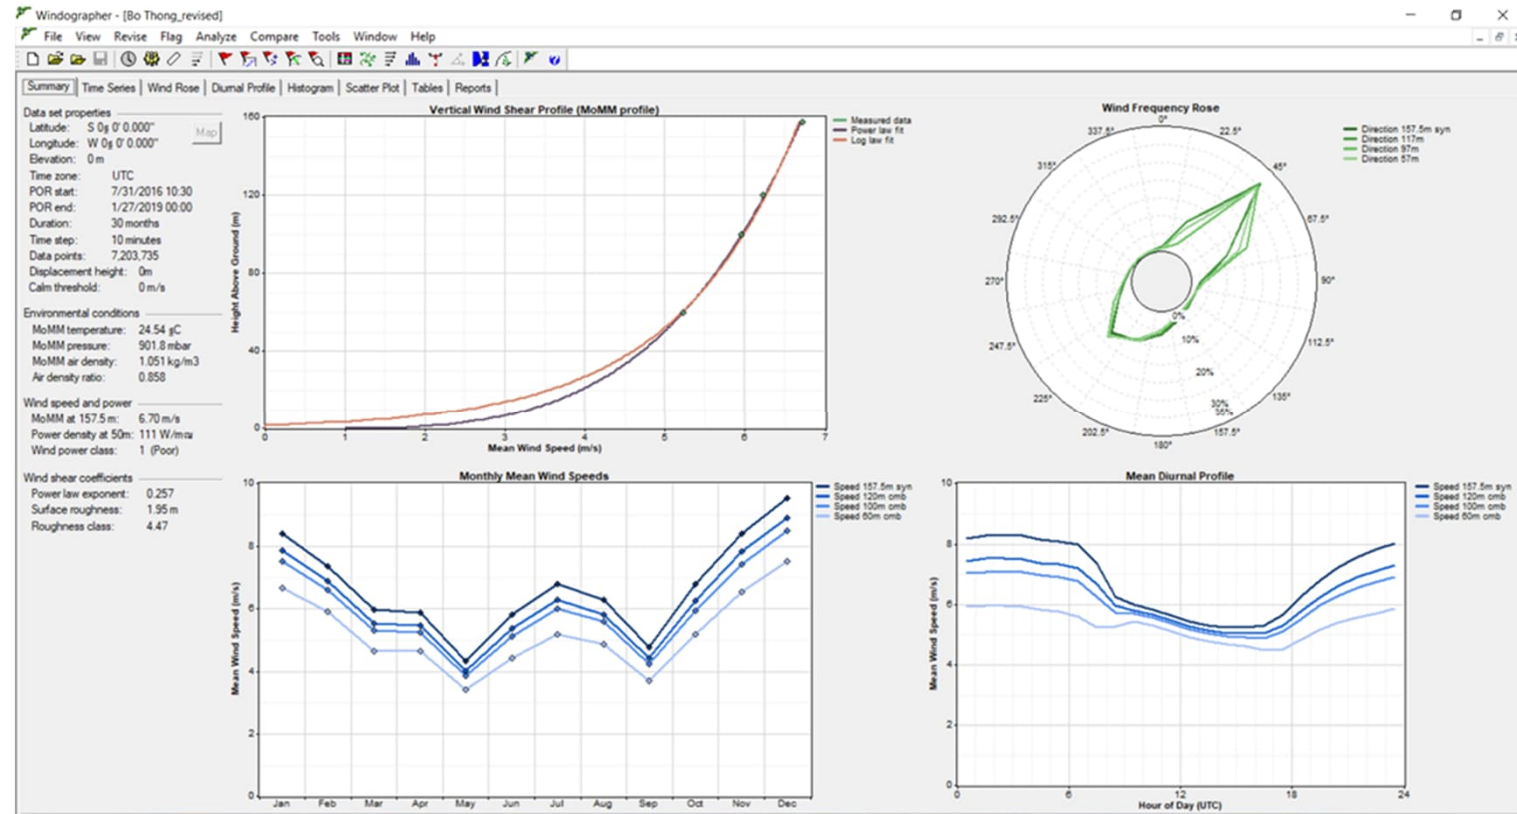 Windographer - [Bo Thong_revised]
File View Revise Flag Analyze Compare Tools Window Help
Summary Time Series Wind Rose Diurnal Profile Histogram Scatter Plot Tables Reports
Data set properties
Latitude: S 0g 0' 0.000"
Map
Longitude: W 0g 0' 0.000"
Elevation: 0 m
Time zone: UTC
POR start: 7/31/2016 10:30
POR end: 1/27/2019 00:00
Duration: 30 months
Time step: 10 minutes
Data points: 7,203,735
Displacement height: 0m
Calm threshold: 0 m/s
Environmental conditions
MoMM temperature: 24.54 gC
MoMM pressure: 901.8 mbar
MoMM air density: 1.051 kg/m3
Air density ratio: 0.858
Wind speed and power
MoMM at 157.5 m: 6.70 m/s
Power density at 50m: 111
Wind power class: 1 (Poor)
Wind shear coefficients
Power law exponent: 0.257
Surface roughness: 1.95 m
Roughness class: 4.47
Vertical Wind Shear Profile (MoMM profile)
Height Above Ground (m)
160
120
80
40
0
0 1 2 3 4 5 6 7
Mean Wind Speed (m/s)
Measured data
Power law fit
Log law fit
Wind Frequency Rose
0°
22.5°
45°
67.5°
90°
112.5°
135°
157.5°
180°
202.5°
225°
247.5°
270°
292.5°
315°
337.5°
0%
10%
20%
30%
35%
Direction 157.5m syn
Direction 117m
Direction 97m
Direction 57m
Monthly Mean Wind Speeds
Mean Wind Speed (m/s)
10
8
6
4
2
0
Jan Feb Mar Apr May Jun Jul Aug Sep Oct Nov Dec
Speed 157.5m syn
Speed 120m cmb
Speed 100m cmb
Speed 60m cmb
Mean Diurnal Profile
Mean Wind Speed (m/s)
10
8
6
4
2
0
0 6 12 18 24
Hour of Day (UTC)
Speed 157.5m syn
Speed 120m cmb
Speed 100m cmb
Speed 60m cmb